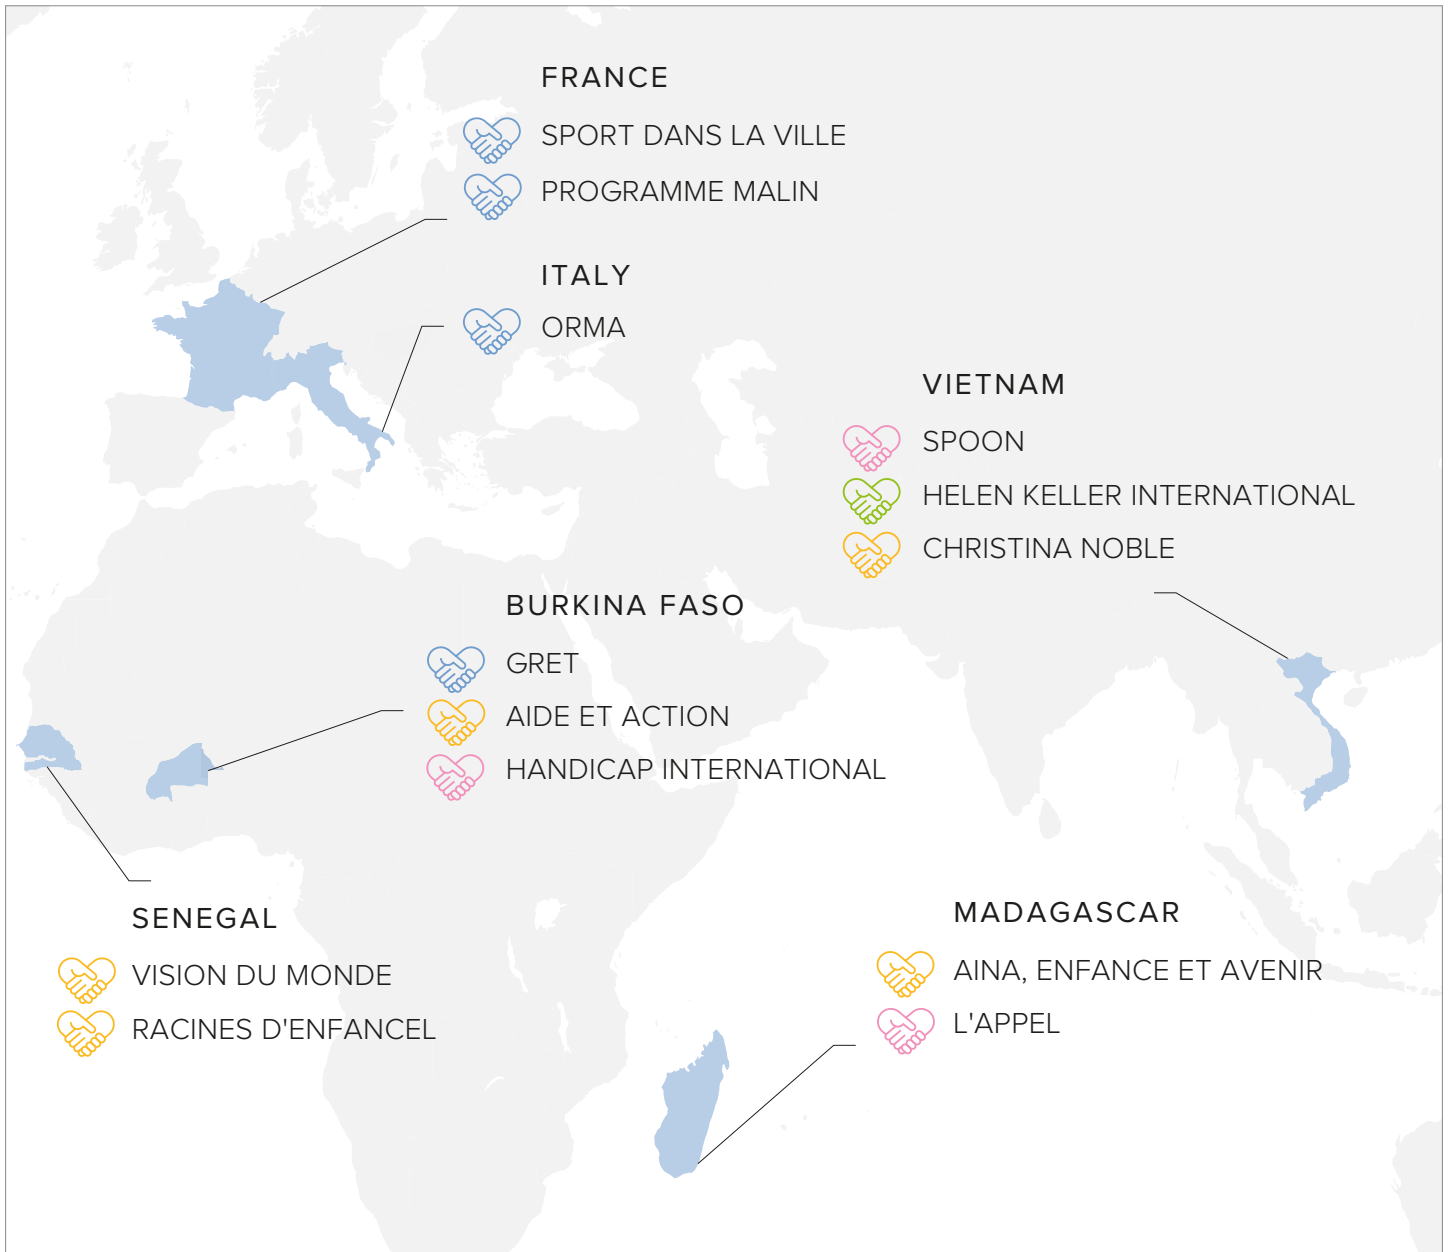 FRANCE
SPORT DANS LA VILLE
PROGRAMME MALIN
ITALY
ORMA
VIETNAM
SPOON
HELEN KELLER INTERNATIONAL
CHRISTINA NOBLE
BURKINA FASO
GRET
AIDE ET ACTION
HANDICAP INTERNATIONAL
SENEGAL
VISION DU MONDE
RACINES D'ENFANCEL
MADAGASCAR
AINA, ENFANCE ET AVENIR
L'APPEL